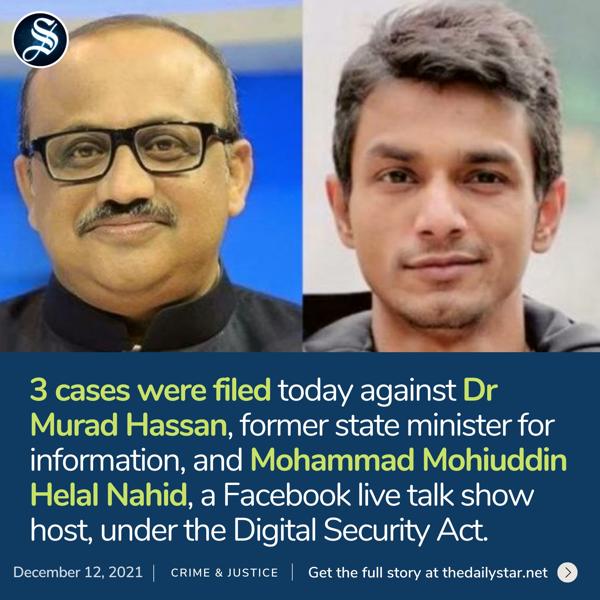 S
3 cases were filed today against Dr
Murad Hassan, former state minister for
information, and Mohammad Mohiuddin
Helal Nahid, a Facebook live talk show
host, under the Digital Security Act.
December 12, 2021 | CRIME & JUSTICE | Get the full story at thedailystar.net